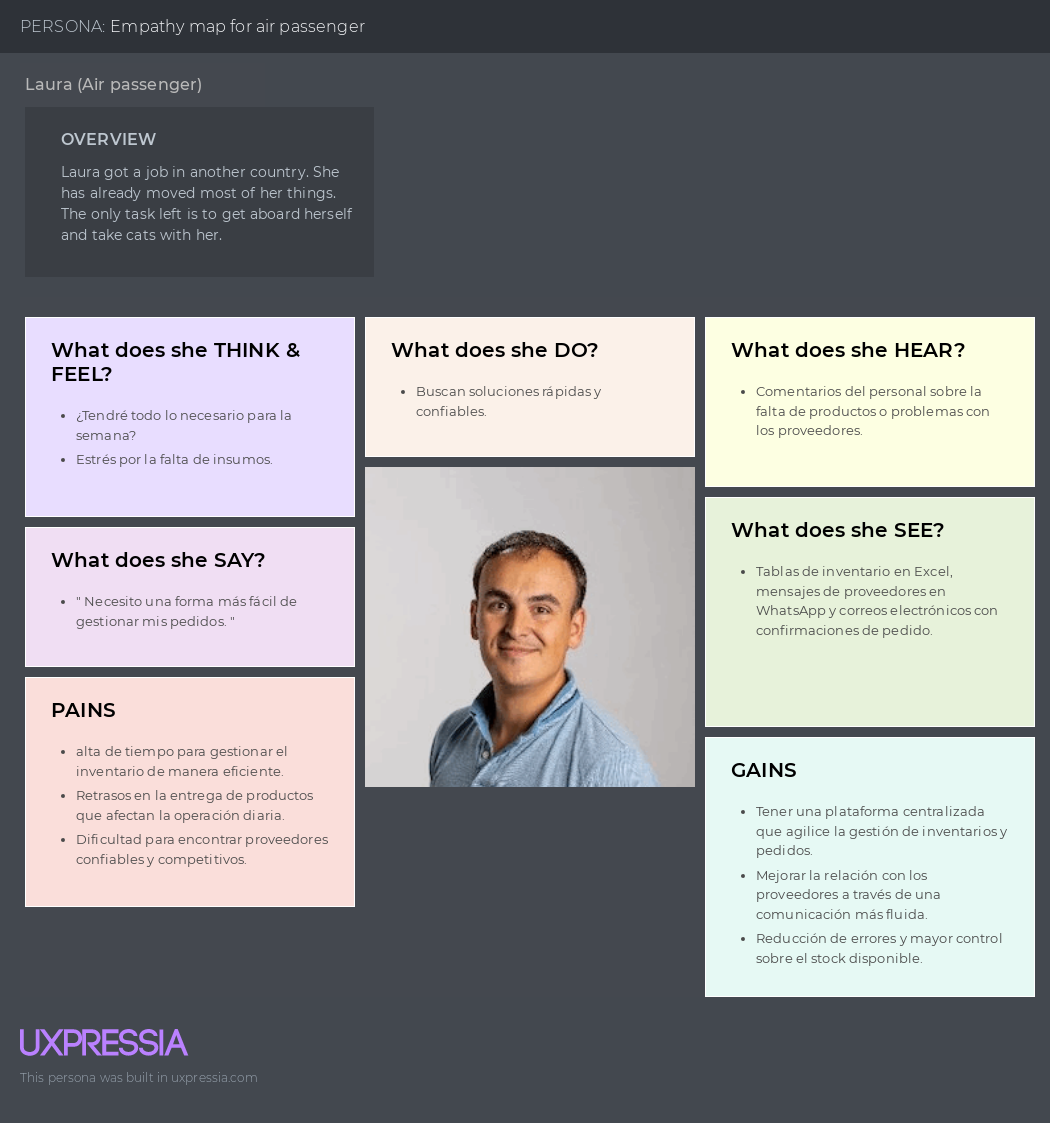 PERSONA: Empathy map for air passenger
Laura (Air passenger)
OVERVIEW
Laura got a job in another country. She
has already moved most of her things.
The only task left is to get aboard herself
and take cats with her.
What does she THINK &
FEEL?
• ¿Tendré todo lo necesario para la
semana?
• Estrés por la falta de insumos.
What does she SAY?
• " Necesito una forma más fácil de
gestionar mis pedidos. "
PAINS
• alta de tiempo para gestionar el
inventario de manera eficiente.
• Retrasos en la entrega de productos
que afectan la operación diaria.
• Dificultad para encontrar proveedores
confiables y competitivos.
What does she DO?
• Buscan soluciones rápidas y
confiables.
What does she HEAR?
• Comentarios del personal sobre la
falta de productos o problemas con
los proveedores.
What does she SEE?
• Tablas de inventario en Excel,
mensajes de proveedores en
WhatsApp y correos electrónicos con
confirmaciones de pedido.
GAINS
• Tener una plataforma centralizada
que agilice la gestión de inventarios y
pedidos.
• Mejorar la relación con los
proveedores a través de una
comunicación más fluida.
• Reducción de errores y mayor control
sobre el stock disponible.
UXPRESSIA
This persona was built in uxpressia.com